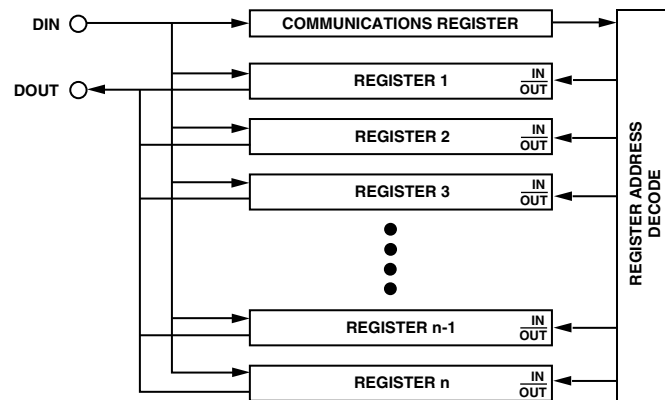 DIN
COMMUNICATIONS REGISTER
DOUT
REGISTER 1
IN
OUT
REGISTER 2
IN
OUT
REGISTER 3
IN
OUT
REGISTER n-1
IN
OUT
REGISTER n
IN
OUT
REGISTER ADDRESS
DECODE